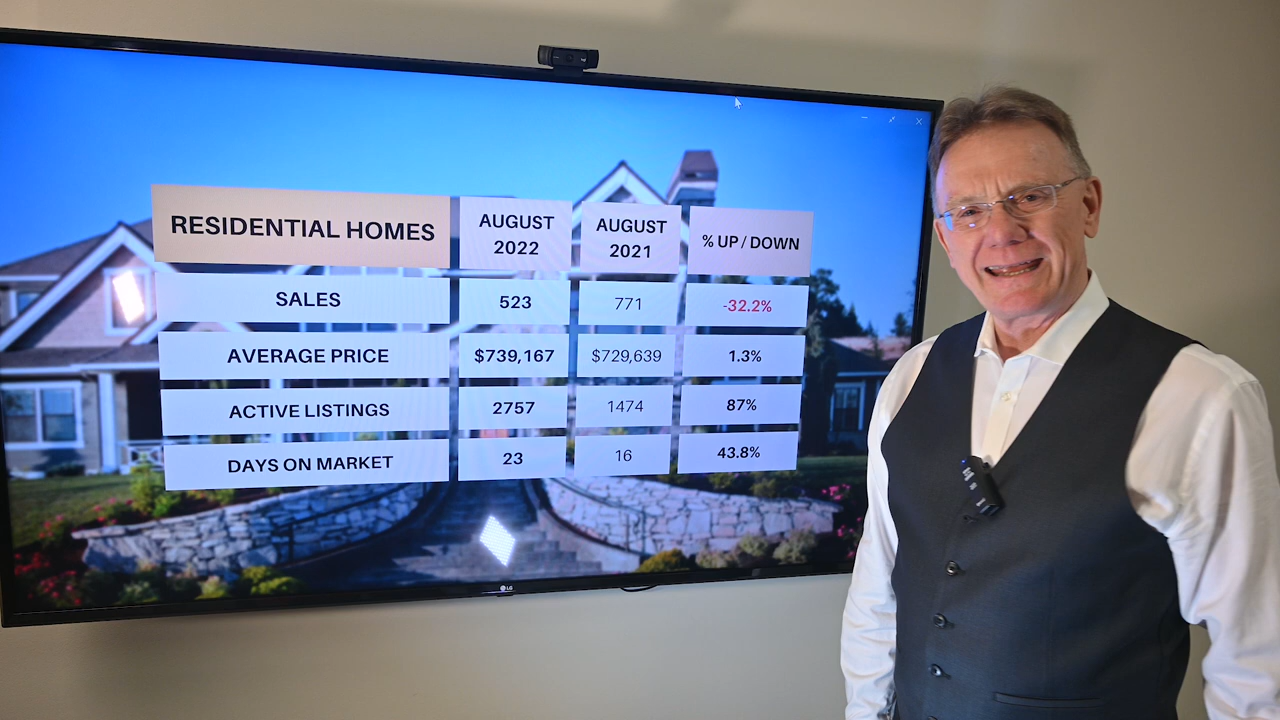 RESIDENTIAL HOMES
AUGUST 2022
AUGUST 2021
% UP / DOWN
SALES 523 771 -32.2%
AVERAGE PRICE $739,167 $729,639 1.3%
ACTIVE LISTINGS 2757 1474 87%
DAYS ON MARKET 23 16 43.8%
LG